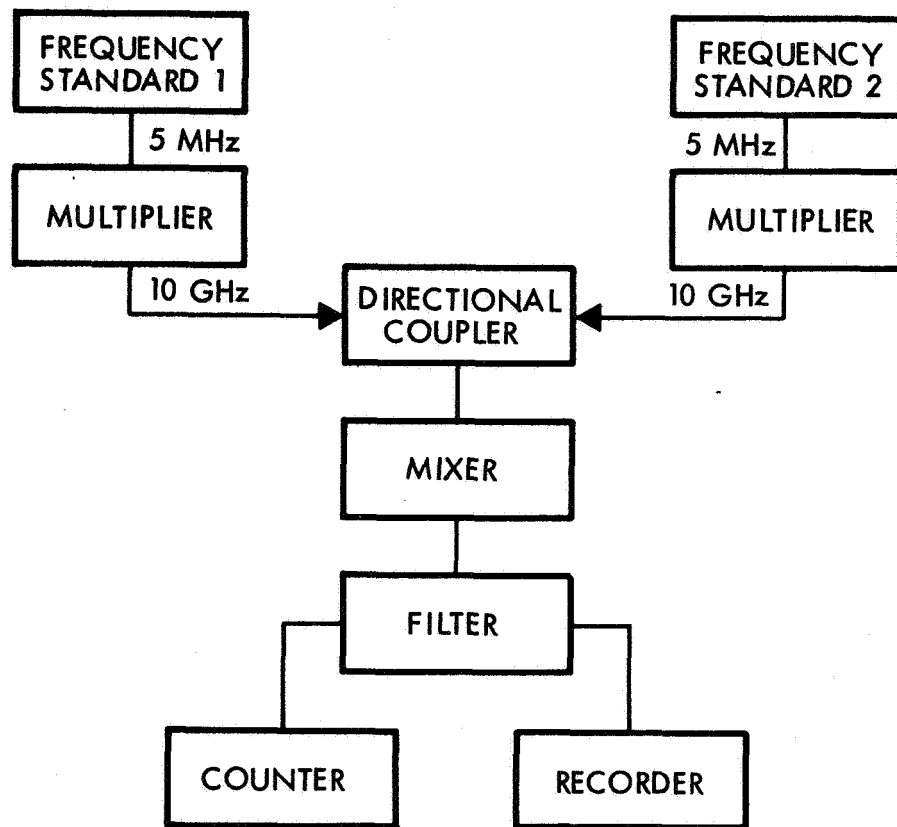 FREQUENCY
STANDARD 1
FREQUENCY
STANDARD 2
5 MHz
5 MHz
MULTIPLIER
MULTIPLIER
10 GHz
10 GHz
DIRECTIONAL
COUPLER
MIXER
FILTER
COUNTER
RECORDER